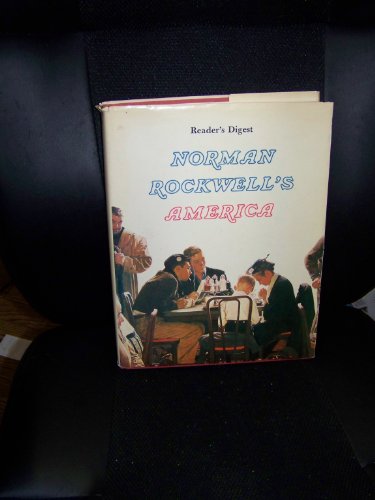 Reader's Digest
NORMAN
ROCKWELL'S
AMERICA